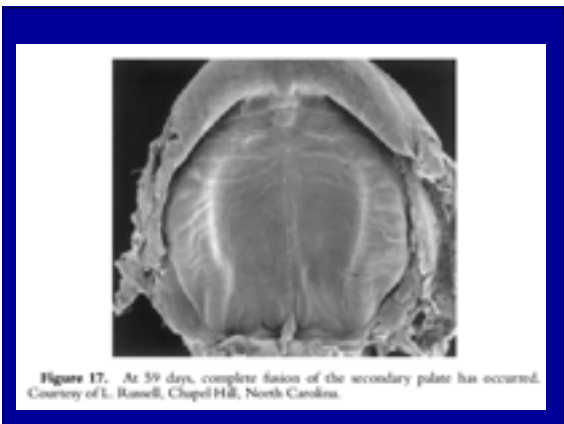 Figure 17. At 59 days, complete fusion of the secondary palate has occurred.
Courtesy of L. Russell, Chapel Hill, North Carolina.